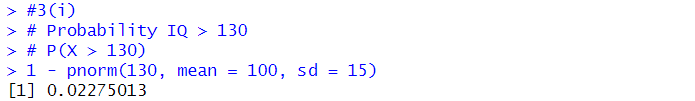 > #3(i)
> # Probability IQ > 130
> # P(X > 130)
> 1 - pnorm(130, mean = 100, sd = 15)
[1] 0.02275013